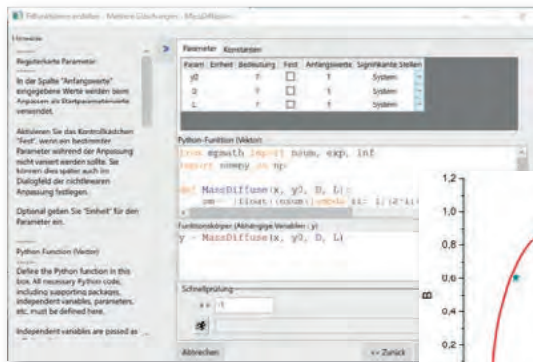 Fitfunktionen erstellen - Mehrere Gleichungen - MassDiffusion
Hinweise
Registerkarte Parameter:
In der Spalte "Anfangswerte"
eingegebene Werte werden beim
Anpassen als Startparameterwerte
verwendet.
Aktivieren Sie das Kontrollkästchen
"Fest", wenn ein bestimmter
Parameter während der Anpassung
nicht variiert werden sollte. Sie
können dies später auch im
Dialogfeld der nichtlinearen
Anpassung festlegen.
Optional geben Sie "Einheit" für den
Parameter ein.
Python Function (Vector)
Define the Python function in this
box. All necessary Python code,
including supporting packages,
independent variables, parameters,
etc. must be defined here.
Independent variables are passed as
Parameter Konstanten
Param Einheit Bedeutung Fest Anfangswerte Signifikante Stellen
y0 ? 1 System
D ? 1 System
L ? 1 System
Python-Funktion (Vektor)
from mpmath import nsum, exp, inf
import numpy as np
def MassDiffuse(x, y0, D, L):
Funktionskörper (Abhängige Variablen : y)
y = MassDiffuse(x, y0, D, L)
Schnellprüfung
x = 1
Abbrechen << Zurück
1,2
1,0
0,8
B
0,6
0,4
0,2